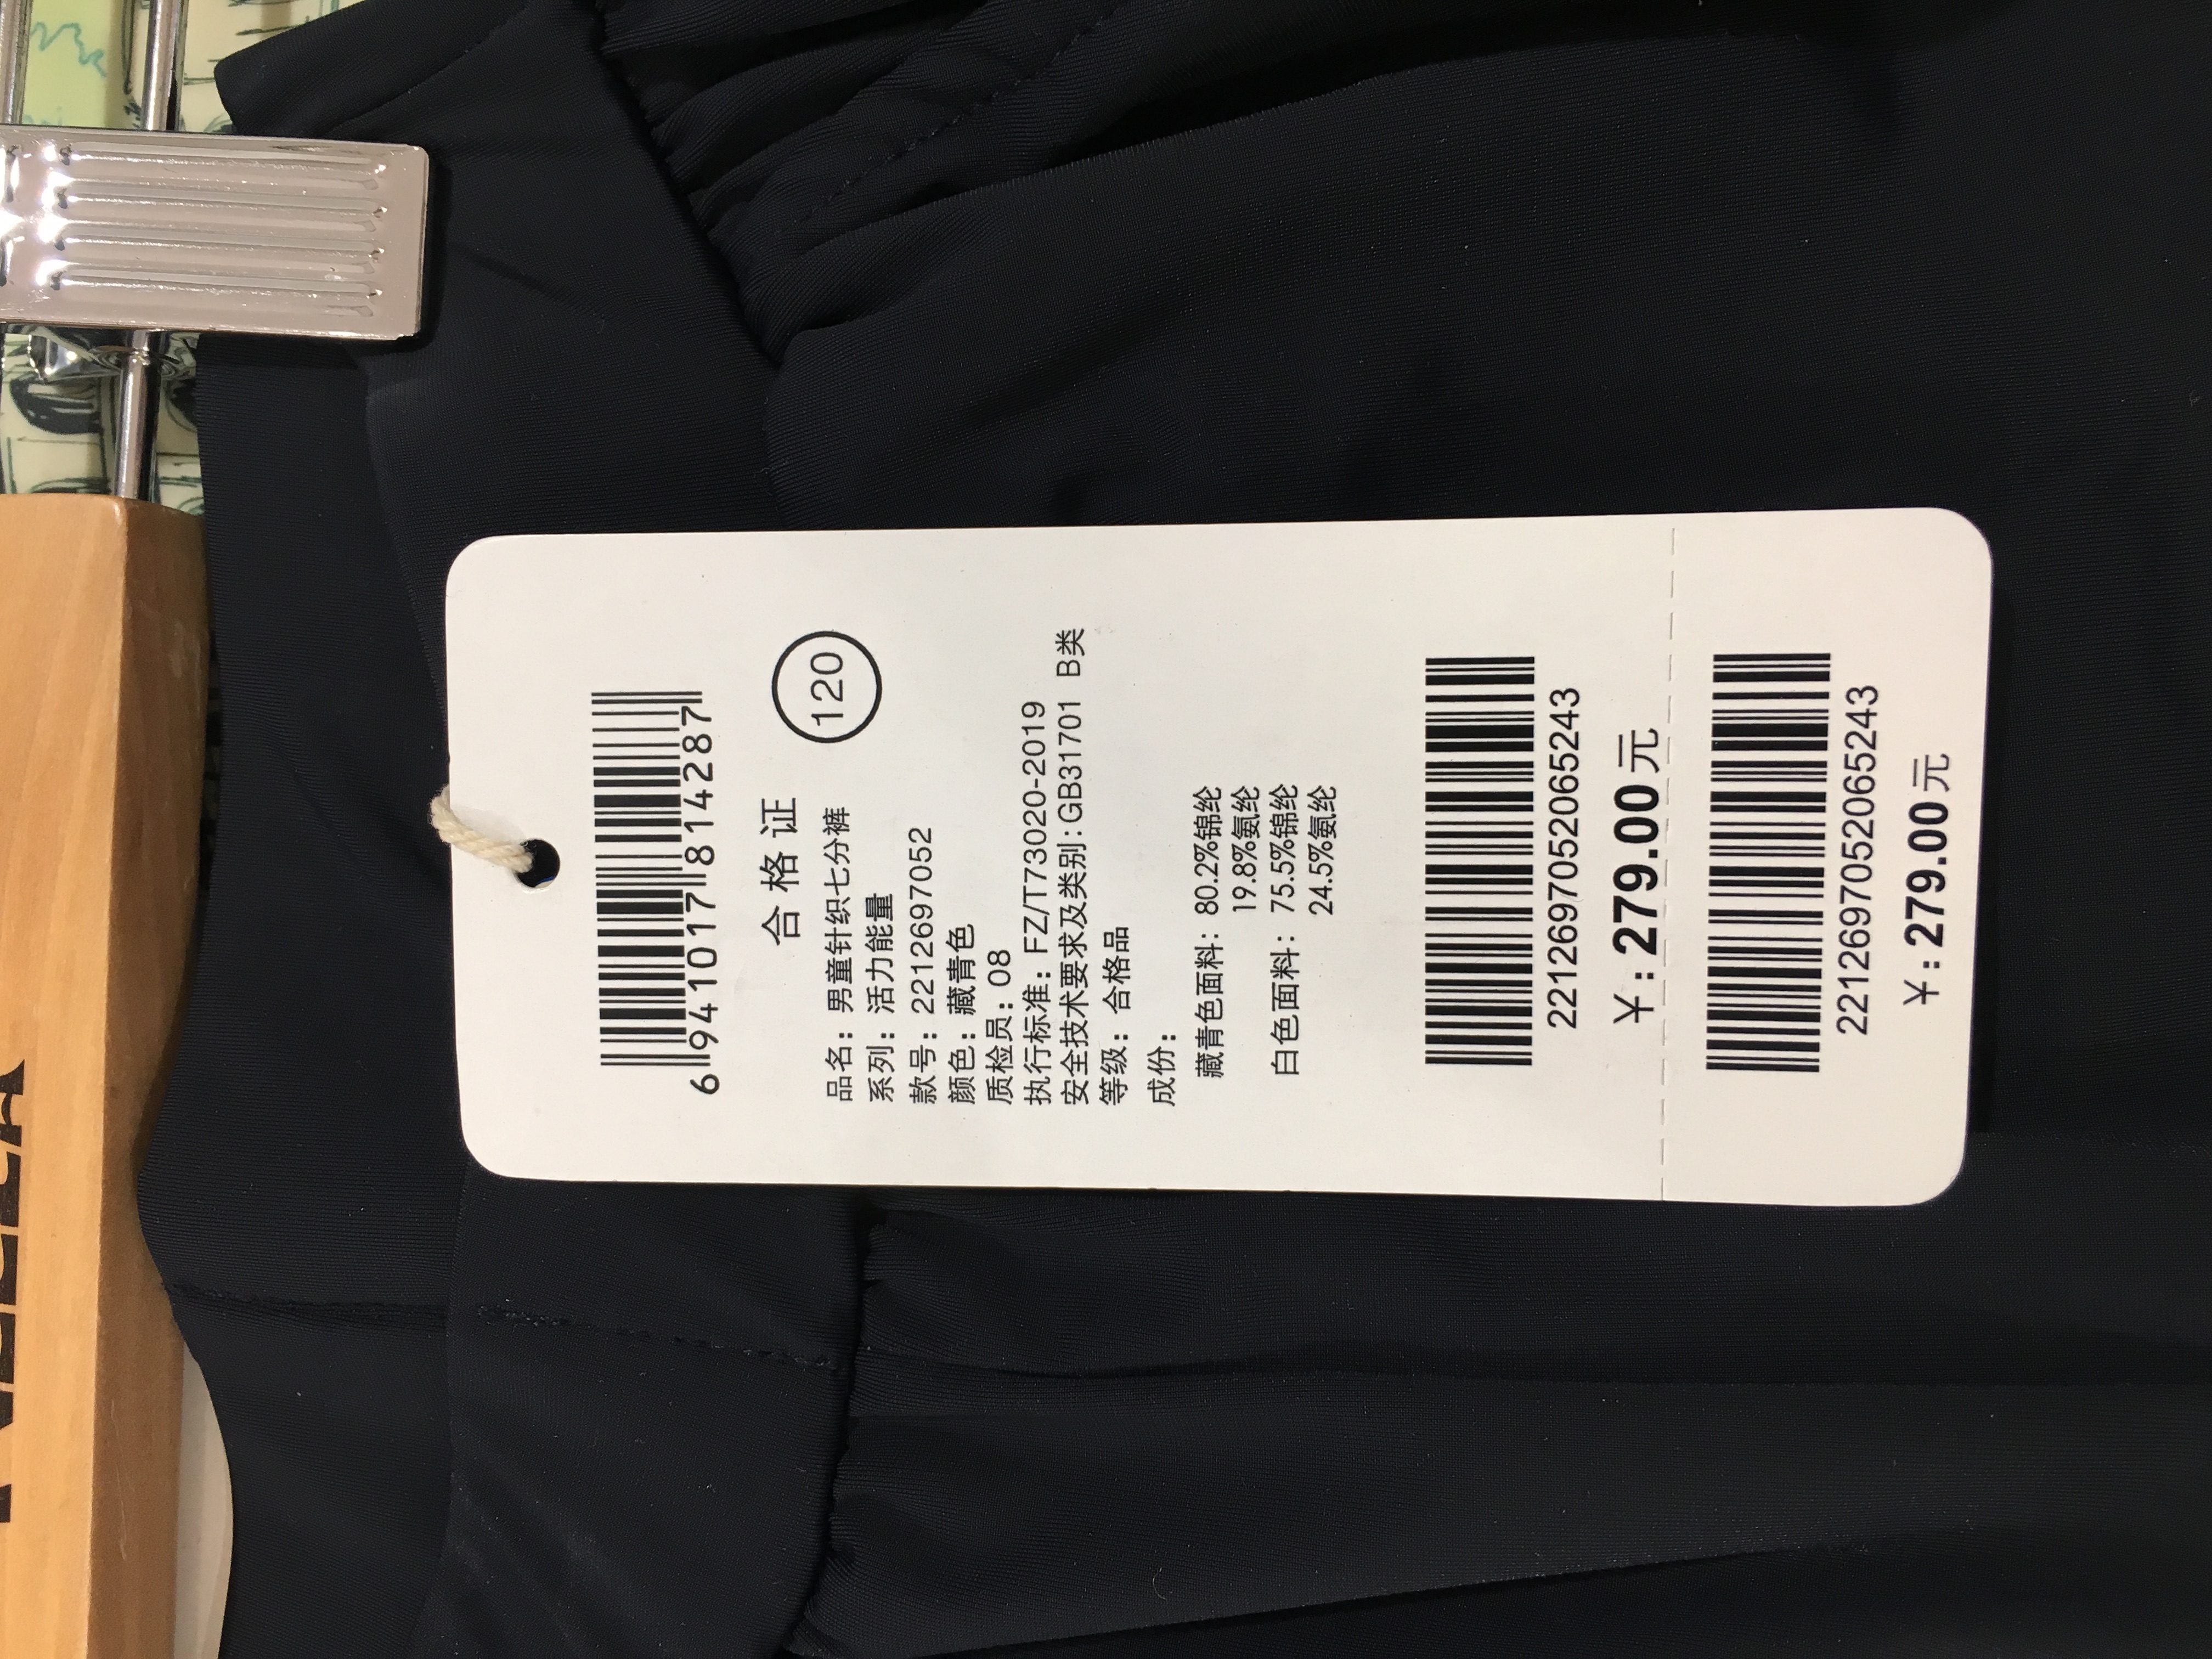 6941017814287
合格证
120
品名：男童针织七分裤
系列：活力能量
款号：2212697052
颜色：藏青色
质检员：08
执行标准：FZ/T73020-2019
安全技术要求及类别:GB31701 B类
等级：合格品
成份：
藏青色面料：80.2%锦纶
19.8%氨纶
白色面料：75.5%锦纶
24.5%氨纶
2212697052065243
￥:279.00元
2212697052065243
￥:279.00元